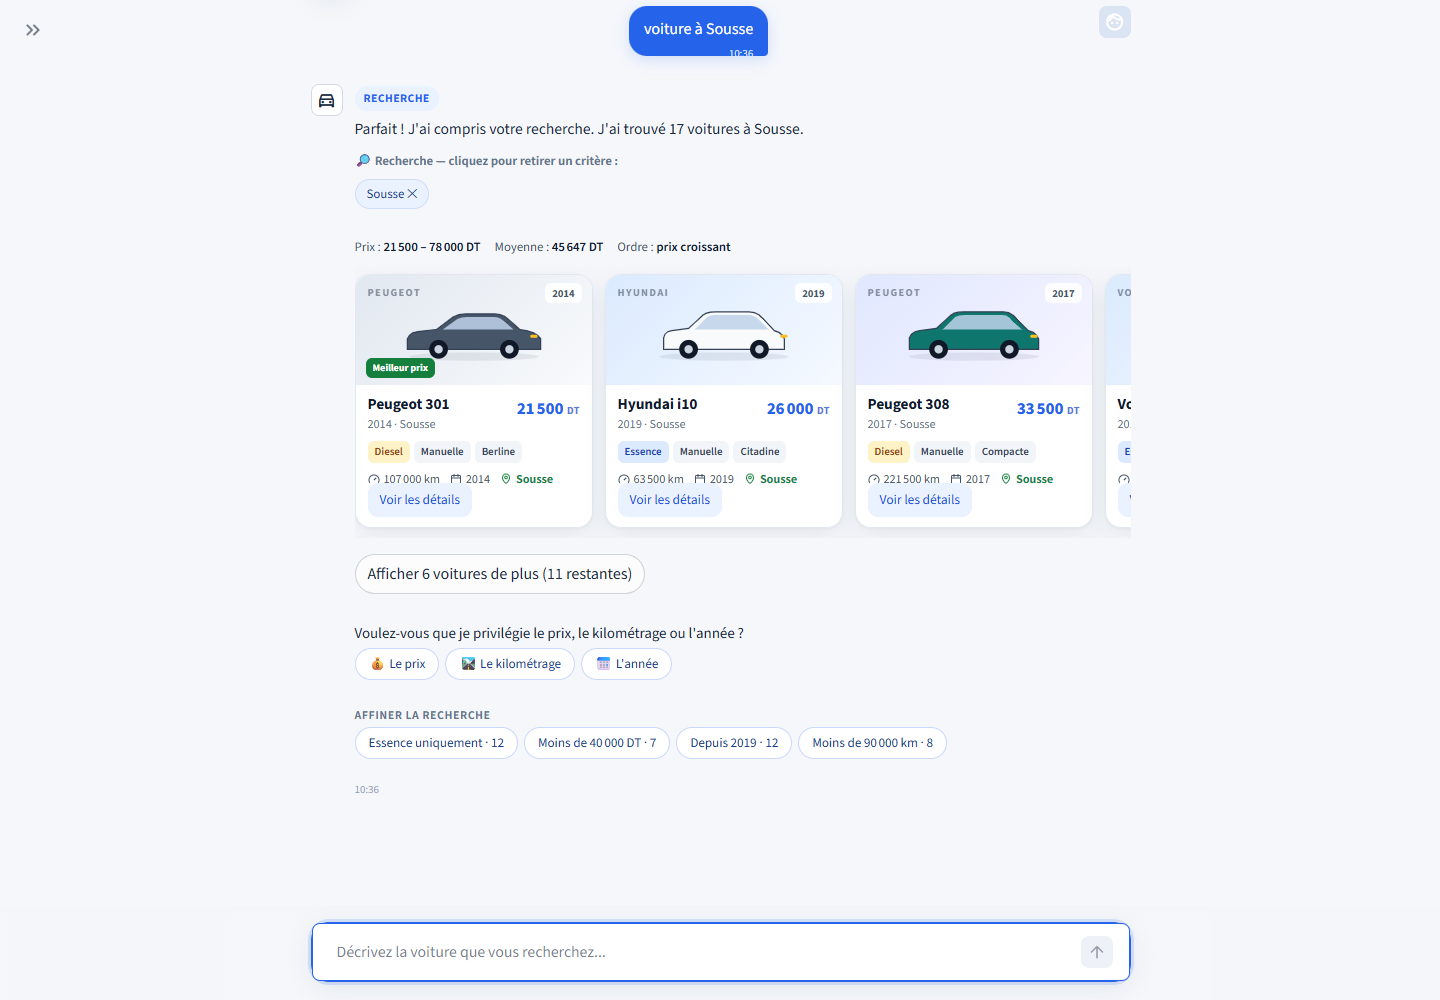 voiture à Sousse
10:36
RECHERCHE
Parfait ! J'ai compris votre recherche. J'ai trouvé 17 voitures à Sousse.
Recherche — cliquez pour retirer un critère :
Sousse
Prix : 21 500 – 78 000 DT Moyenne : 45 647 DT Ordre : prix croissant
PEUGEOT 2014
Meilleur prix
Peugeot 301 21 500 DT
2014 · Sousse
Diesel Manuelle Berline
107 000 km 2014 Sousse
Voir les détails
HYUNDAI 2019
Hyundai i10 26 000 DT
2019 · Sousse
Essence Manuelle Citadine
63 500 km 2019 Sousse
Voir les détails
PEUGEOT 2017
Peugeot 308 33 500 DT
2017 · Sousse
Diesel Manuelle Compacte
221 500 km 2017 Sousse
Voir les détails
Afficher 6 voitures de plus (11 restantes)
Voulez-vous que je privilégie le prix, le kilométrage ou l'année ?
Le prix Le kilométrage L'année
AFFINER LA RECHERCHE
Essence uniquement · 12 Moins de 40 000 DT · 7 Depuis 2019 · 12 Moins de 90 000 km · 8
10:36
Décrivez la voiture que vous recherchez...